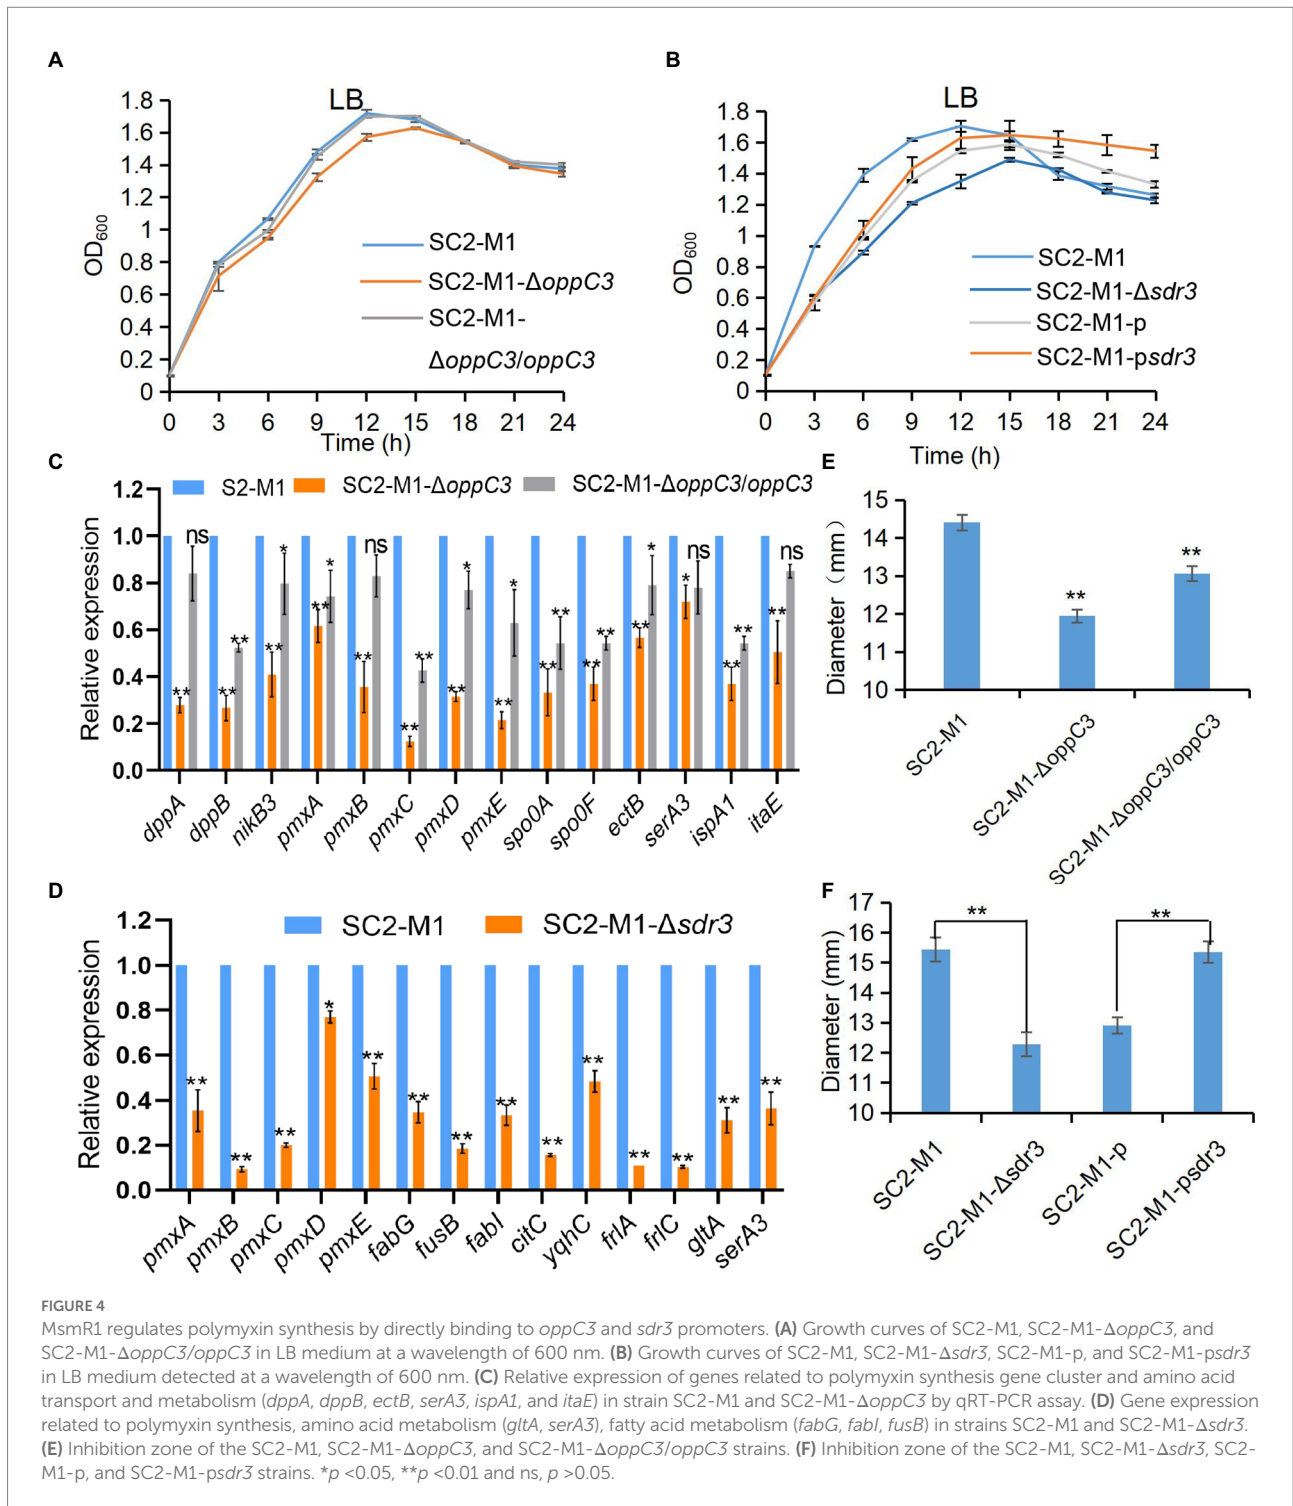 A
LB
1.8
1.6
1.4
1.2
1
0.8
0.6
0.4
0.2
0
OD600
SC2-M1
SC2-M1-ΔoppC3
SC2-M1-
ΔoppC3/oppC3
0 3 6 9 12 15 18 21 24
Time (h)
B
LB
1.8
1.6
1.4
1.2
1
0.8
0.6
0.4
0.2
0
OD600
SC2-M1
SC2-M1-Δsdr3
SC2-M1-p
SC2-M1-psdr3
0 3 6 9 12 15 18 21 24
Time (h)
C
S2-M1 SC2-M1-ΔoppC3 SC2-M1-ΔoppC3/oppC3
1.2
1.0
0.8
0.6
0.4
0.2
0.0
Relative expression
** ns
** **
** *
** *
** ns
** **
** *
** *
** **
** **
** *
* ns
** **
** ns
dppA dppB nikB3 pmxA pmxB pmxC pmxD pmxE spo0A spo0F ectB serA3 ispA1 itaE
E
15
14
13
12
11
10
Diameter (mm)
** **
SC2-M1 SC2-M1-ΔoppC3 SC2-M1-ΔoppC3/oppC3
D
SC2-M1 SC2-M1-Δsdr3
1.2
1.0
0.8
0.6
0.4
0.2
0.0
Relative expression
** ** ** * ** ** ** ** ** ** ** ** ** **
pmxA pmxB pmxC pmxD pmxE fabG fusB fabI citC yqhC frlA frlC gltA serA3
F
17
16
15
14
13
12
11
10
Diameter (mm)
** **
SC2-M1 SC2-M1-Δsdr3 SC2-M1-p SC2-M1-psdr3
FIGURE 4
MsmR1 regulates polymyxin synthesis by directly binding to oppC3 and sdr3 promoters. (A) Growth curves of SC2-M1, SC2-M1-ΔoppC3, and
SC2-M1-ΔoppC3/oppC3 in LB medium at a wavelength of 600 nm. (B) Growth curves of SC2-M1, SC2-M1-Δsdr3, SC2-M1-p, and SC2-M1-psdr3
in LB medium detected at a wavelength of 600 nm. (C) Relative expression of genes related to polymyxin synthesis gene cluster and amino acid
transport and metabolism (dppA, dppB, ectB, serA3, ispA1, and itaE) in strain SC2-M1 and SC2-M1-ΔoppC3 by qRT-PCR assay. (D) Gene expression
related to polymyxin synthesis, amino acid metabolism (gltA, serA3), fatty acid metabolism (fabG, fabI, fusB) in strains SC2-M1 and SC2-M1-Δsdr3.
(E) Inhibition zone of the SC2-M1, SC2-M1-ΔoppC3, and SC2-M1-ΔoppC3/oppC3 strains. (F) Inhibition zone of the SC2-M1, SC2-M1-Δsdr3, SC2-
M1-p, and SC2-M1-psdr3 strains. *p <0.05, **p <0.01 and ns, p >0.05.